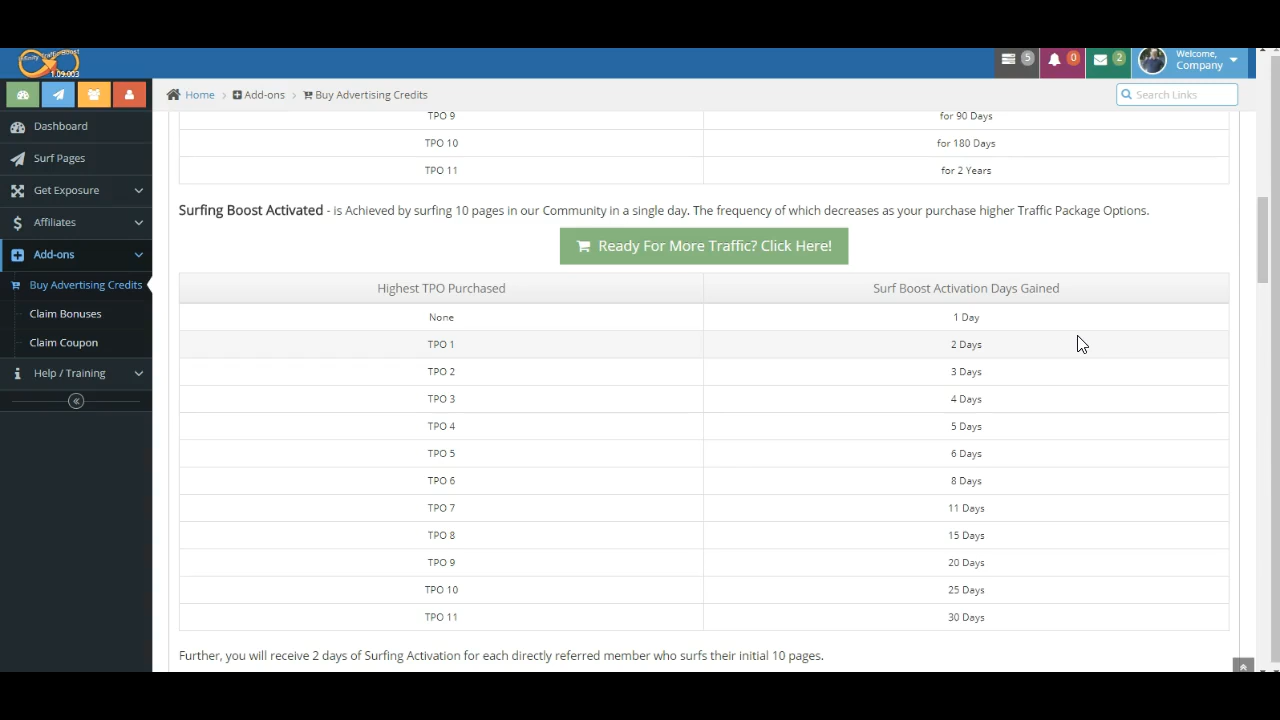 Infinity Traffic Boost
1.09.003
5
0
2
Welcome,
Company
Home > Add-ons > Buy Advertising Credits
Search Links
Dashboard
Surf Pages
Get Exposure
Affiliates
Add-ons
Buy Advertising Credits
Claim Bonuses
Claim Coupon
Help / Training
TPO 9 for 90 Days
TPO 10 for 180 Days
TPO 11 for 2 Years
Surfing Boost Activated - is Achieved by surfing 10 pages in our Community in a single day. The frequency of which decreases as your purchase higher Traffic Package Options.
Ready For More Traffic? Click Here!
Highest TPO Purchased Surf Boost Activation Days Gained
None 1 Day
TPO 1 2 Days
TPO 2 3 Days
TPO 3 4 Days
TPO 4 5 Days
TPO 5 6 Days
TPO 6 8 Days
TPO 7 11 Days
TPO 8 15 Days
TPO 9 20 Days
TPO 10 25 Days
TPO 11 30 Days
Further, you will receive 2 days of Surfing Activation for each directly referred member who surfs their initial 10 pages.